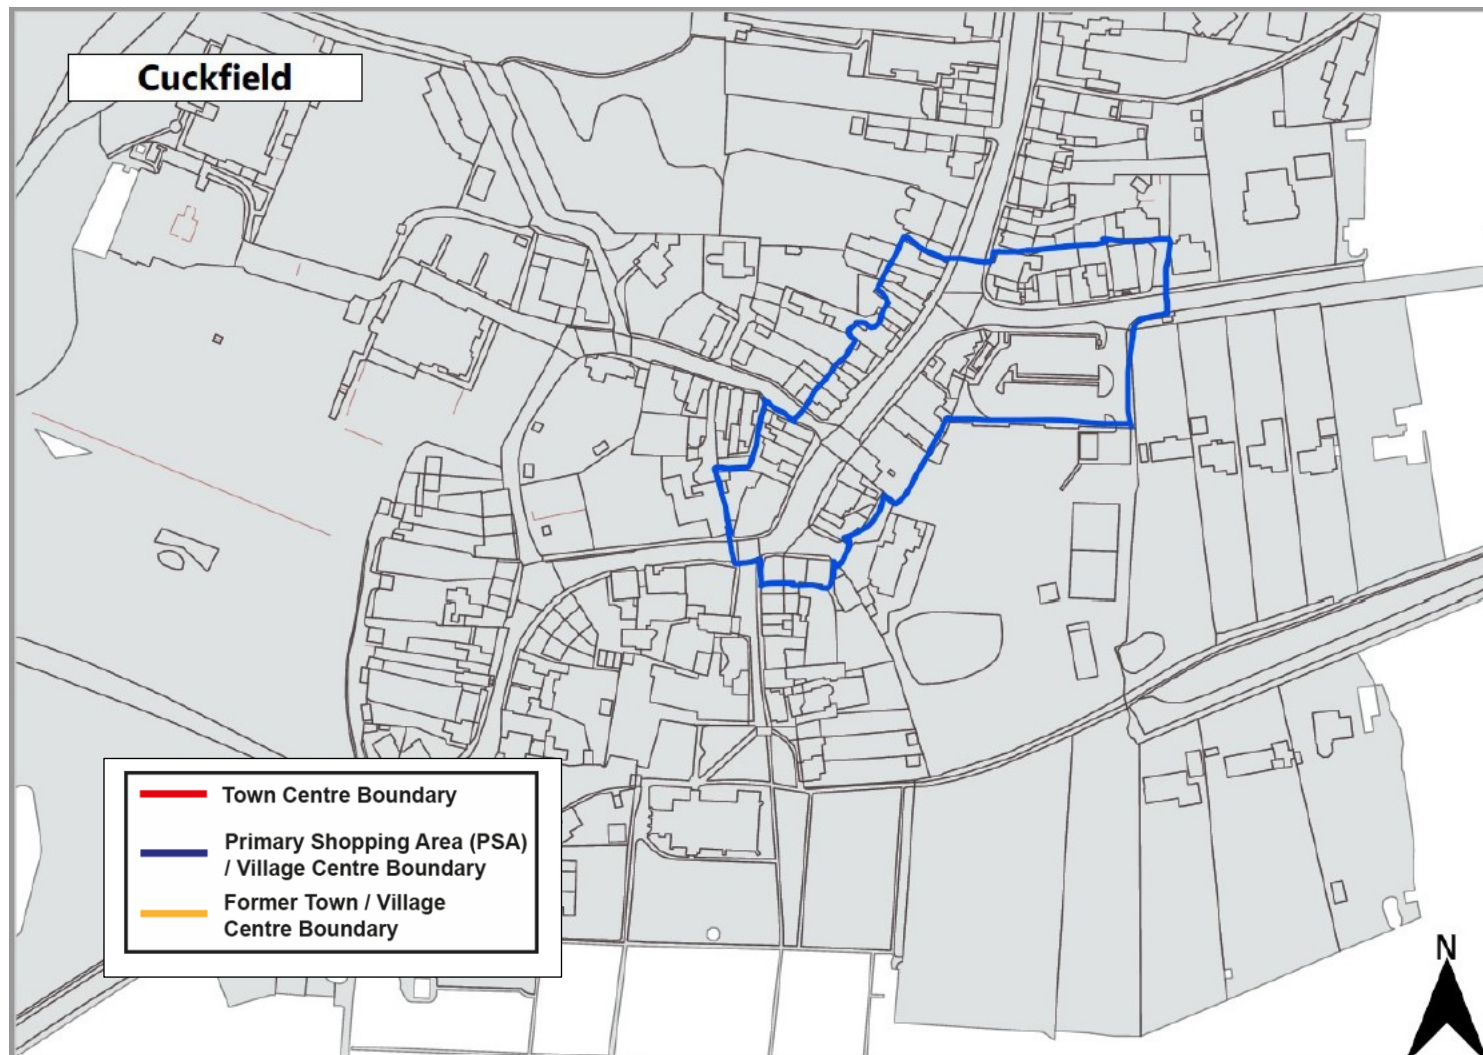 Cuckfield
Town Centre Boundary
Primary Shopping Area (PSA)
/ Village Centre Boundary
Former Town / Village
Centre Boundary
N